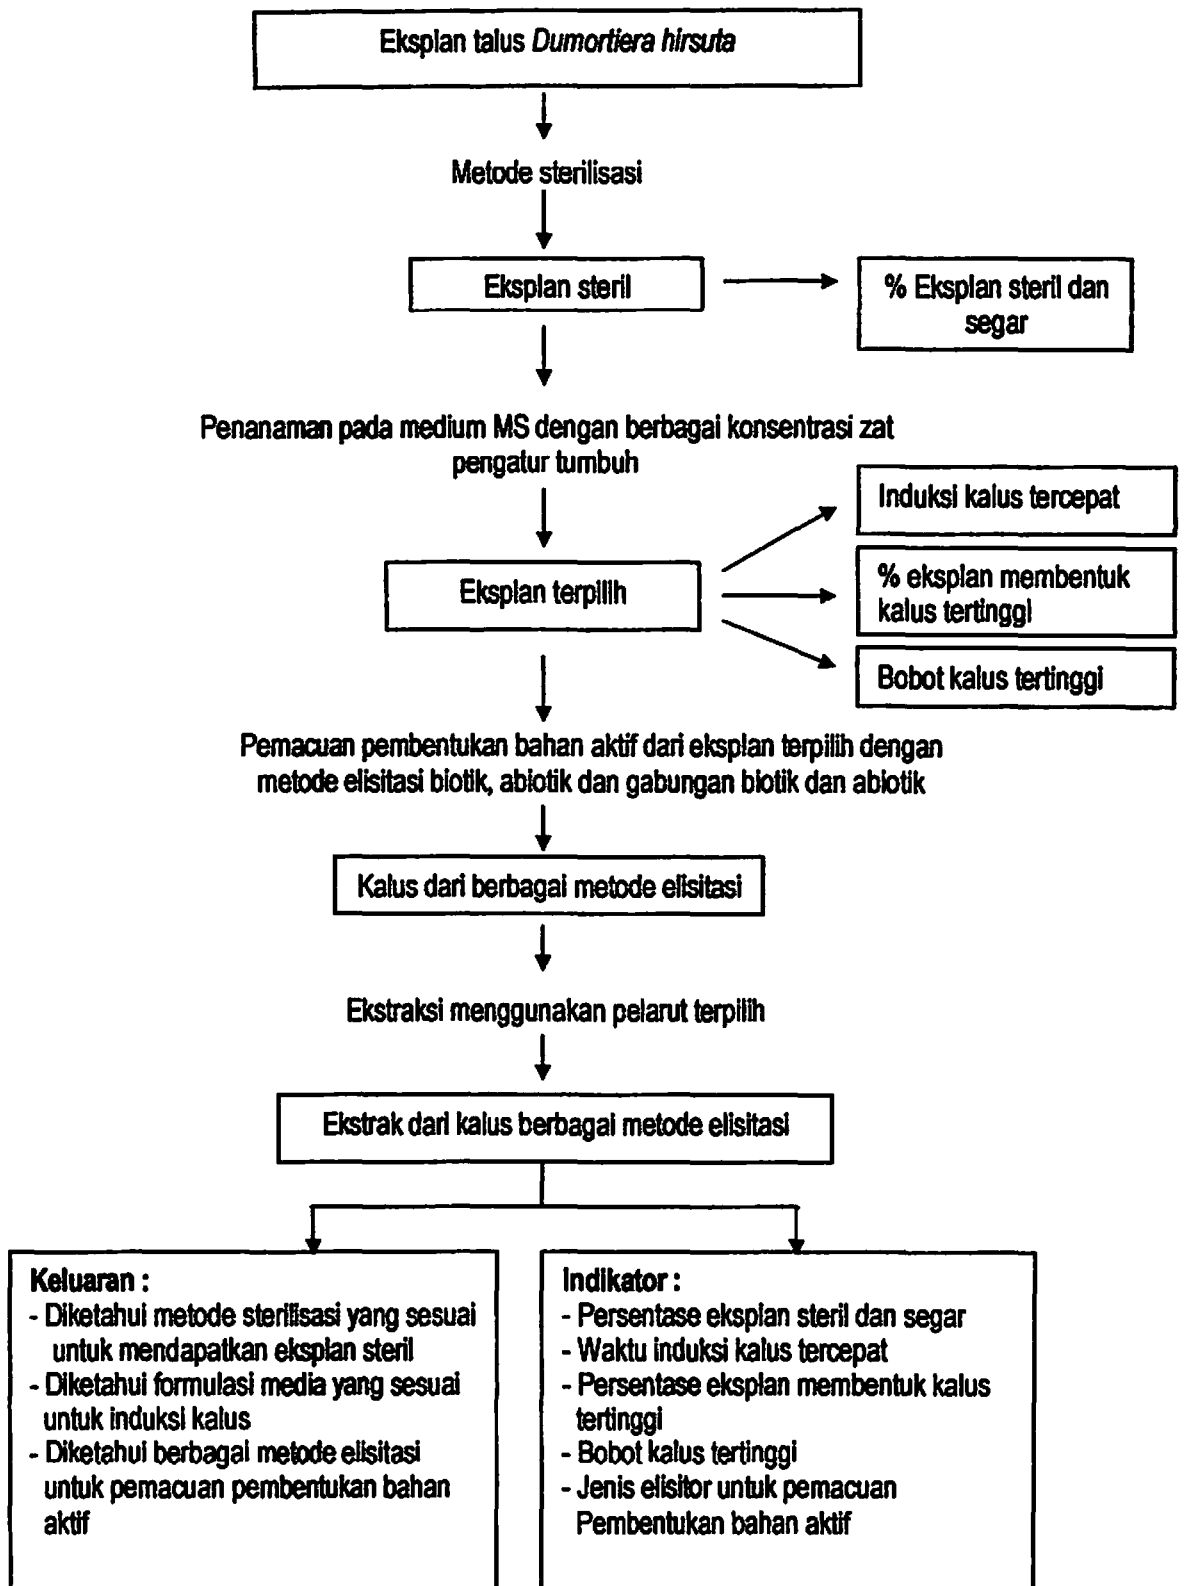 Eksplan talus Dumortiera hirsuta
Metode sterilisasi
Eksplan steril
% Eksplan steril dan
segar
Penanaman pada medium MS dengan berbagai konsentrasi zat
pengatur tumbuh
Induksi kalus tercepat
Eksplan terpilih
% eksplan membentuk
kalus tertinggi
Bobot kalus tertinggi
Pemacuan pembentukan bahan aktif dari eksplan terpilih dengan
metode elisitasi biotik, abiotik dan gabungan biotik dan abiotik
Kalus dari berbagai metode elisitasi
Ekstraksi menggunakan pelarut terpilih
Ekstrak dari kalus berbagai metode elisitasi
Keluaran :
- Diketahui metode sterilisasi yang sesuai
untuk mendapatkan eksplan steril
- Diketahui formulasi media yang sesuai
untuk induksi kalus
- Diketahui berbagai metode elisitasi
untuk pemacuan pembentukan bahan
aktif
Indikator :
- Persentase eksplan steril dan segar
- Waktu induksi kalus tercepat
- Persentase eksplan membentuk kalus
tertinggi
- Bobot kalus tertinggi
- Jenis elisitor untuk pemacuan
Pembentukan bahan aktif